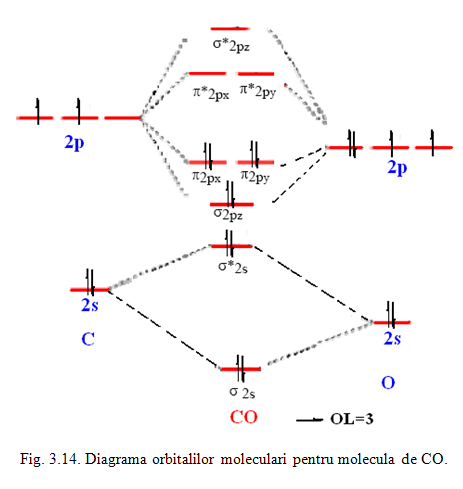 σ*2pz
π*2px π*2py
2p
π2px π2py
2p
σ2pz
σ*2s
2s
2s
C
O
σ 2s
CO
OL=3
Fig. 3.14. Diagrama orbitalilor moleculari pentru molecula de CO.